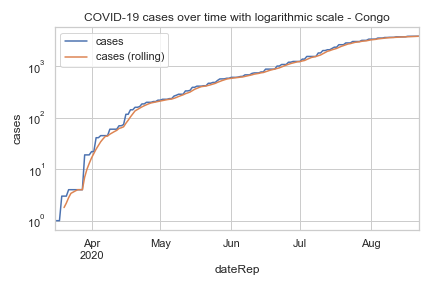 COVID-19 cases over time with logarithmic scale - Congo
cases
cases (rolling)
10³
10²
10¹
10⁰
cases
Apr May Jun Jul Aug
2020
dateRep